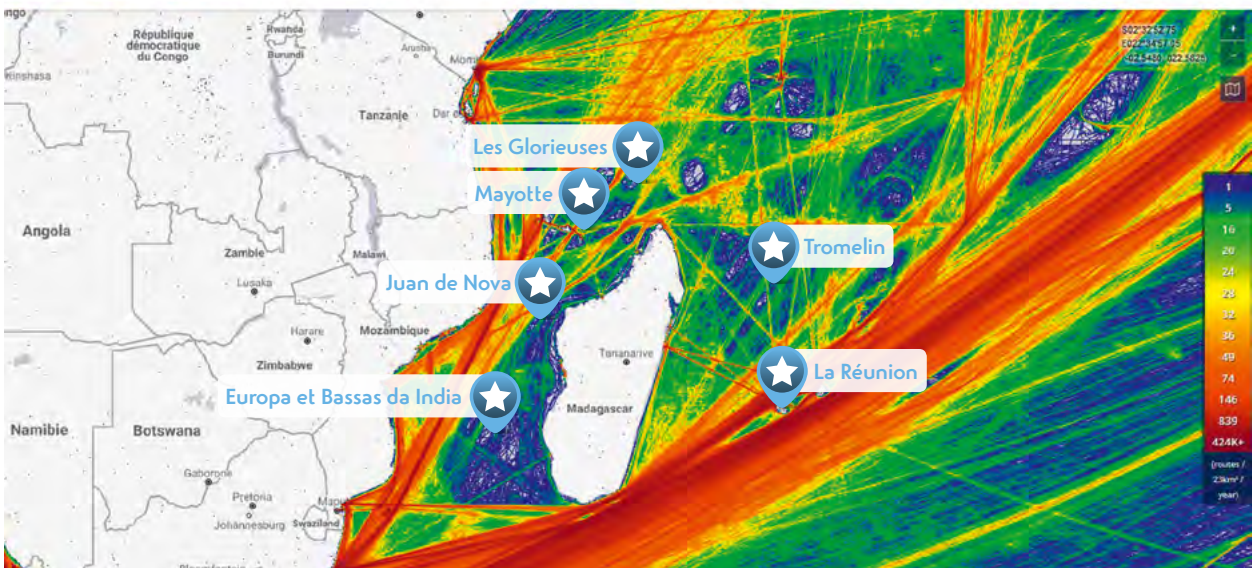 République
démocratique
du Congo
Rwanda
Burundi
Arusha
Tanzanie
Les Glorieuses
Mayotte
Tromelin
Juan de Nova
La Réunion
Europa et Bassas da India
Angola
Zambie
Lusaka
Malawi
Harare
Mozambique
Zimbabwe
Namibie
Botswana
Gaborone
Pretoria
Johannesburg
Swaziland
Tananarive
Madagascar
+
-
1
5
16
20
24
28
32
36
49
74
146
839
424K+
(routes /
23km² /
year)